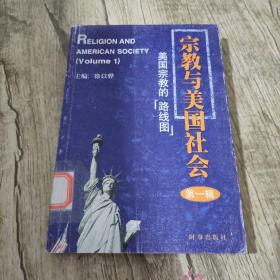 RELIGION AND
AMERICAN SOCIETY
(Volume 1)
主编: 徐以骅
宗教与美国社会
美国宗教的「路线图」
第一辑
时事出版社